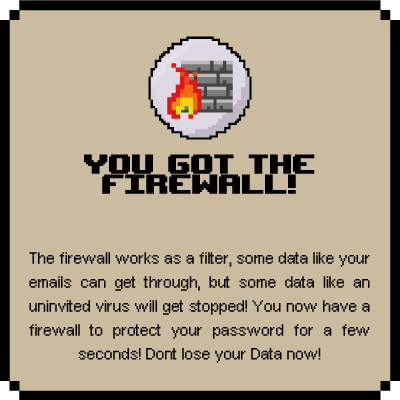 YOU GOT THE
FIREWALL!
The firewall works as a filter, some data like your
emails can get through, but some data like an
uninvited virus will get stopped! You now have a
firewall to protect your password for a few
seconds! Dont lose your Data now!